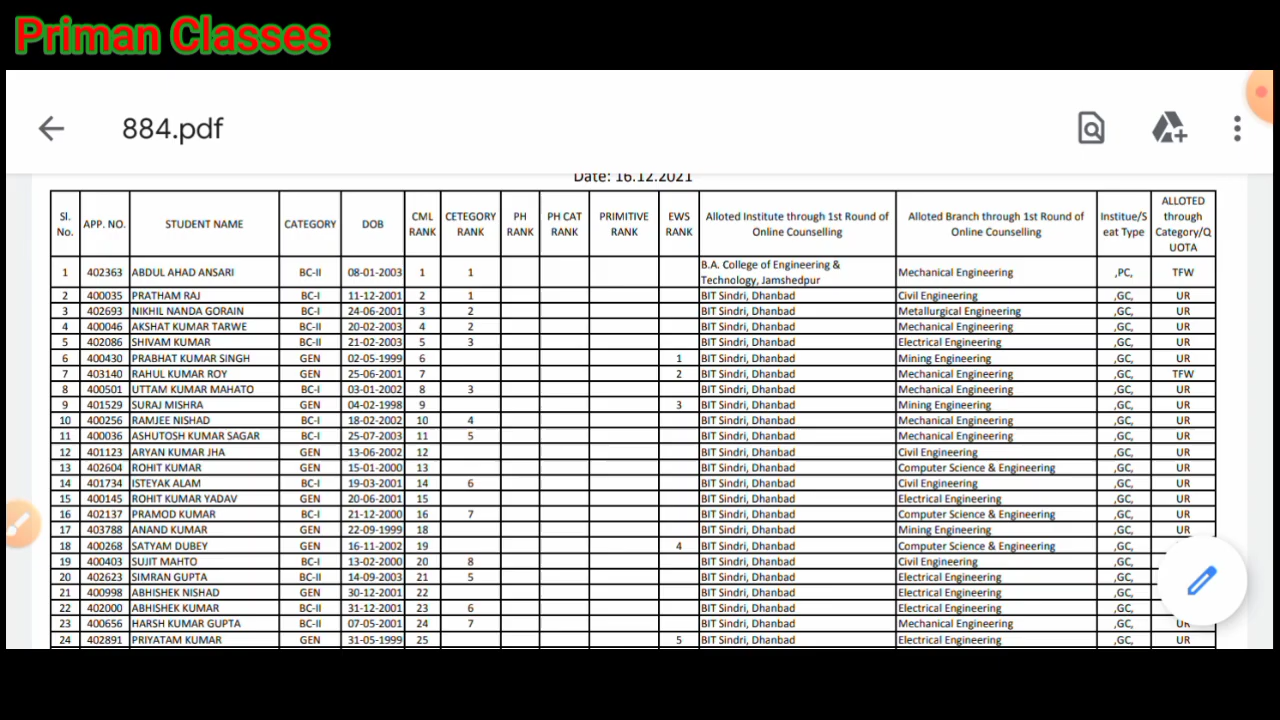 Priman Classes
884.pdf
Date: 16.12.2021
Sl. No. APP. NO. STUDENT NAME CATEGORY DOB CML RANK CETEGORY RANK PH RANK PH CAT RANK PRIMITIVE RANK EWS RANK Alloted Institute through 1st Round of Online Counselling Alloted Branch through 1st Round of Online Counselling Institue/S eat Type ALLOTED through Category/Q UOTA
1 402363 ABDUL AHAD ANSARI BC-II 08-01-2003 1 1 B.A. College of Engineering & Technology, Jamshedpur Mechanical Engineering ,PC, TFW
2 400035 PRATHAM RAJ BC-I 11-12-2001 2 1 BIT Sindri, Dhanbad Civil Engineering ,GC, UR
3 402693 NIKHIL NANDA GORAIN BC-I 24-06-2001 3 2 BIT Sindri, Dhanbad Metallurgical Engineering ,GC, UR
4 400046 AKSHAT KUMAR TARWE BC-II 20-02-2003 4 2 BIT Sindri, Dhanbad Mechanical Engineering ,GC, UR
5 402086 SHIVAM KUMAR BC-II 21-02-2003 5 3 BIT Sindri, Dhanbad Electrical Engineering ,GC, UR
6 400430 PRABHAT KUMAR SINGH GEN 02-05-1999 6 1 BIT Sindri, Dhanbad Mining Engineering ,GC, UR
7 403140 RAHUL KUMAR ROY GEN 25-06-2001 7 2 BIT Sindri, Dhanbad Mechanical Engineering ,GC, TFW
8 400501 UTTAM KUMAR MAHATO BC-I 03-01-2002 8 3 BIT Sindri, Dhanbad Mechanical Engineering ,GC, UR
9 401529 SURAJ MISHRA GEN 04-02-1998 9 3 BIT Sindri, Dhanbad Mining Engineering ,GC, UR
10 400256 RAMJEE NISHAD BC-I 18-02-2002 10 4 BIT Sindri, Dhanbad Mechanical Engineering ,GC, UR
11 400036 ASHUTOSH KUMAR SAGAR BC-I 25-07-2003 11 5 BIT Sindri, Dhanbad Mechanical Engineering ,GC, UR
12 401123 ARYAN KUMAR JHA GEN 13-06-2002 12 BIT Sindri, Dhanbad Civil Engineering ,GC, UR
13 402604 ROHIT KUMAR GEN 15-01-2000 13 BIT Sindri, Dhanbad Computer Science & Engineering ,GC, UR
14 401734 ISTEYAK ALAM BC-I 19-03-2001 14 6 BIT Sindri, Dhanbad Civil Engineering ,GC, UR
15 400145 ROHIT KUMAR YADAV GEN 20-06-2001 15 BIT Sindri, Dhanbad Electrical Engineering ,GC, UR
16 402137 PRAMOD KUMAR BC-I 21-12-2000 16 7 BIT Sindri, Dhanbad Computer Science & Engineering ,GC, UR
17 403788 ANAND KUMAR GEN 22-09-1999 18 BIT Sindri, Dhanbad Mining Engineering ,GC, UR
18 400268 SATYAM DUBEY GEN 16-11-2002 19 4 BIT Sindri, Dhanbad Computer Science & Engineering ,GC,
19 400403 SUJIT MAHTO BC-I 13-02-2000 20 8 BIT Sindri, Dhanbad Civil Engineering ,GC,
20 402623 SIMRAN GUPTA BC-II 14-09-2003 21 5 BIT Sindri, Dhanbad Electrical Engineering ,GC,
21 400998 ABHISHEK NISHAD GEN 30-12-2001 22 BIT Sindri, Dhanbad Electrical Engineering ,GC,
22 402000 ABHISHEK KUMAR BC-II 31-12-2001 23 6 BIT Sindri, Dhanbad Electrical Engineering ,GC,
23 400656 HARSH KUMAR GUPTA BC-II 07-05-2001 24 7 BIT Sindri, Dhanbad Mechanical Engineering ,GC, UR
24 402891 PRIYATAM KUMAR GEN 31-05-1999 25 5 BIT Sindri, Dhanbad Electrical Engineering ,GC, UR